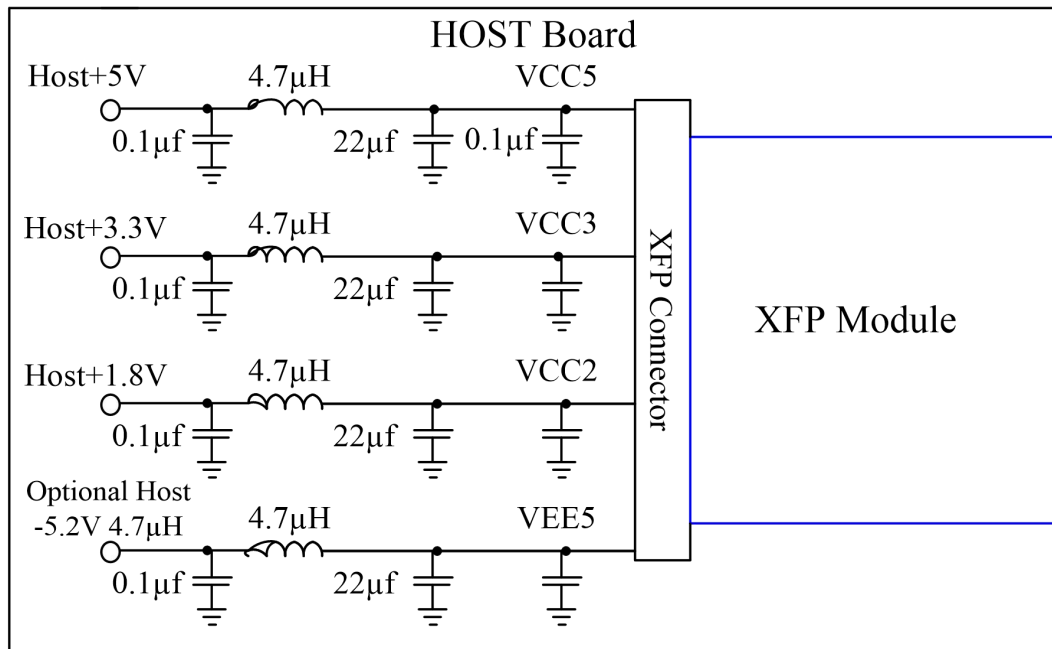 HOST Board
Host+5V
4.7µH
VCC5
0.1µf
22µf
0.1µf
Host+3.3V
4.7µH
VCC3
0.1µf
22µf
Host+1.8V
4.7µH
VCC2
0.1µf
22µf
Optional Host
-5.2V 4.7µH
4.7µH
VEE5
0.1µf
22µf
XFP Connector
XFP Module